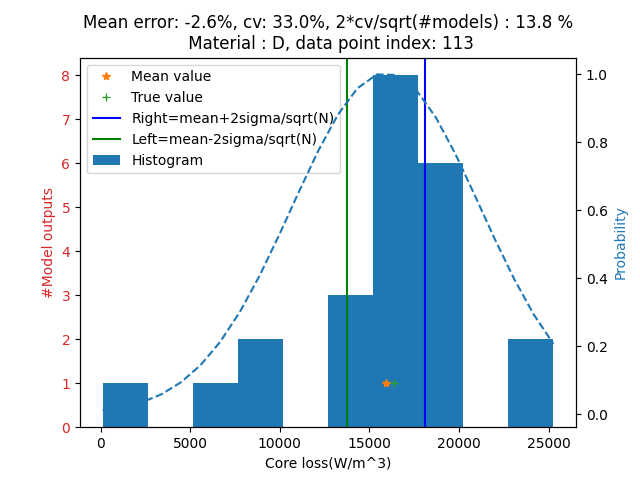 Mean error: -2.6%, cv: 33.0%, 2*cv/sqrt(#models) : 13.8 %
Material : D, data point index: 113
Mean value
True value
Right=mean+2sigma/sqrt(N)
Left=mean-2sigma/sqrt(N)
Histogram
8
7
6
5
4
3
2
1
0
#Model outputs
1.0
0.8
0.6
0.4
0.2
0.0
Probability
0 5000 10000 15000 20000 25000
Core loss(W/m^3)